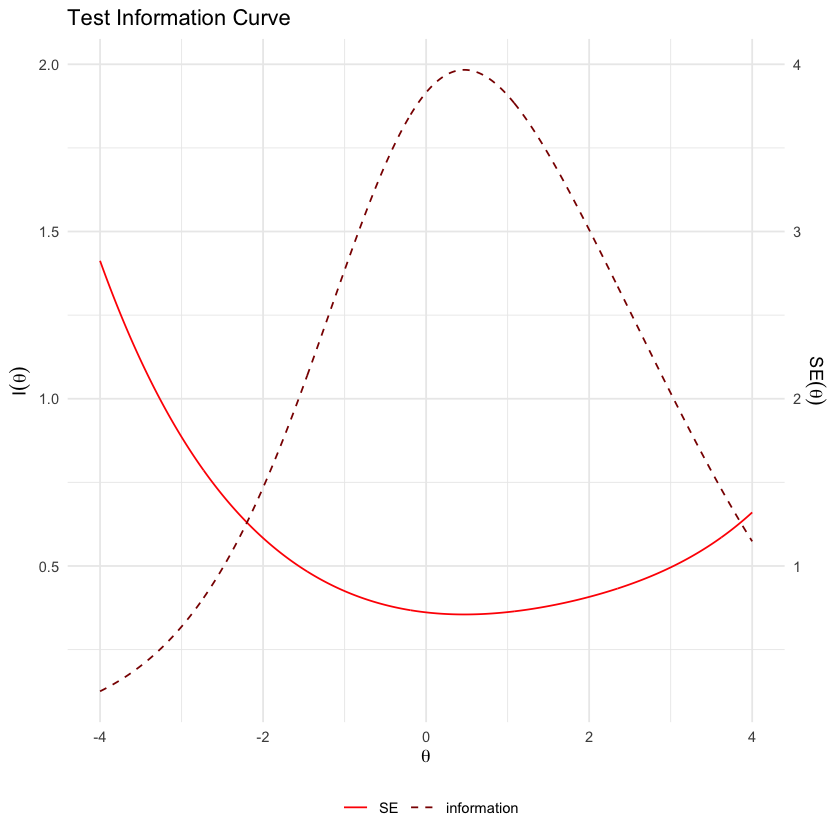 Test Information Curve
2.0
1.5
1.0
0.5
I(θ)
4
3
2
1
SE(θ)
-4 -2 0 2 4
θ
SE information